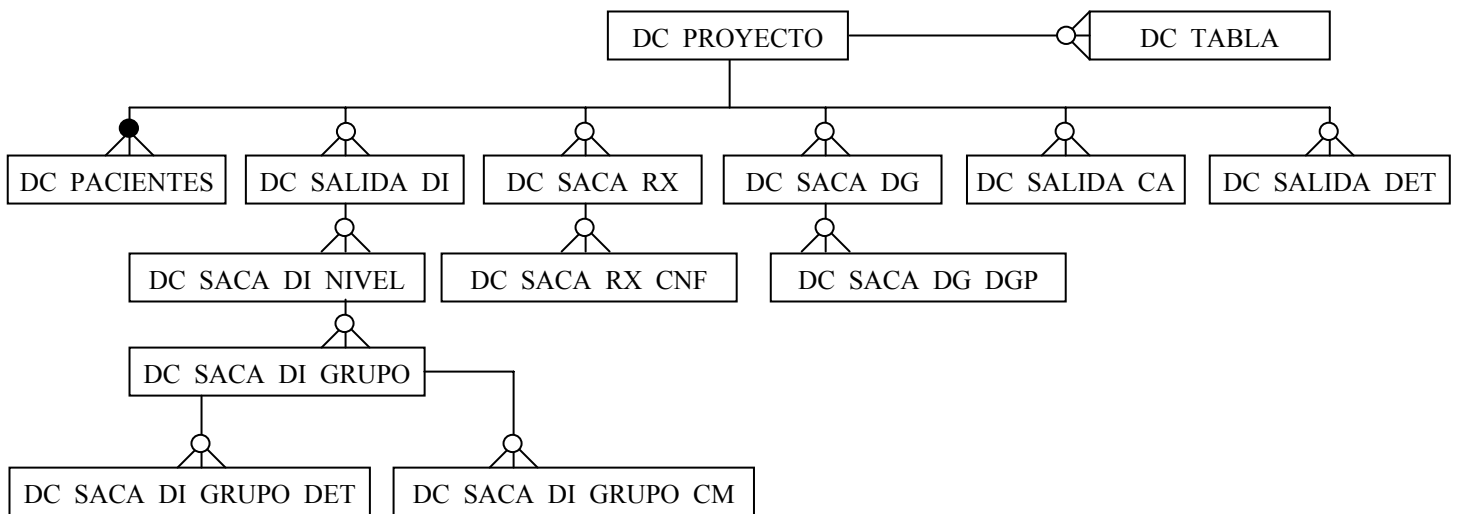 DC PROYECTO
DC TABLA
DC PACIENTES
DC SALIDA DI
DC SACA RX
DC SACA DG
DC SALIDA CA
DC SALIDA DET
DC SACA DI NIVEL
DC SACA RX CNF
DC SACA DG DGP
DC SACA DI GRUPO
DC SACA DI GRUPO DET
DC SACA DI GRUPO CM